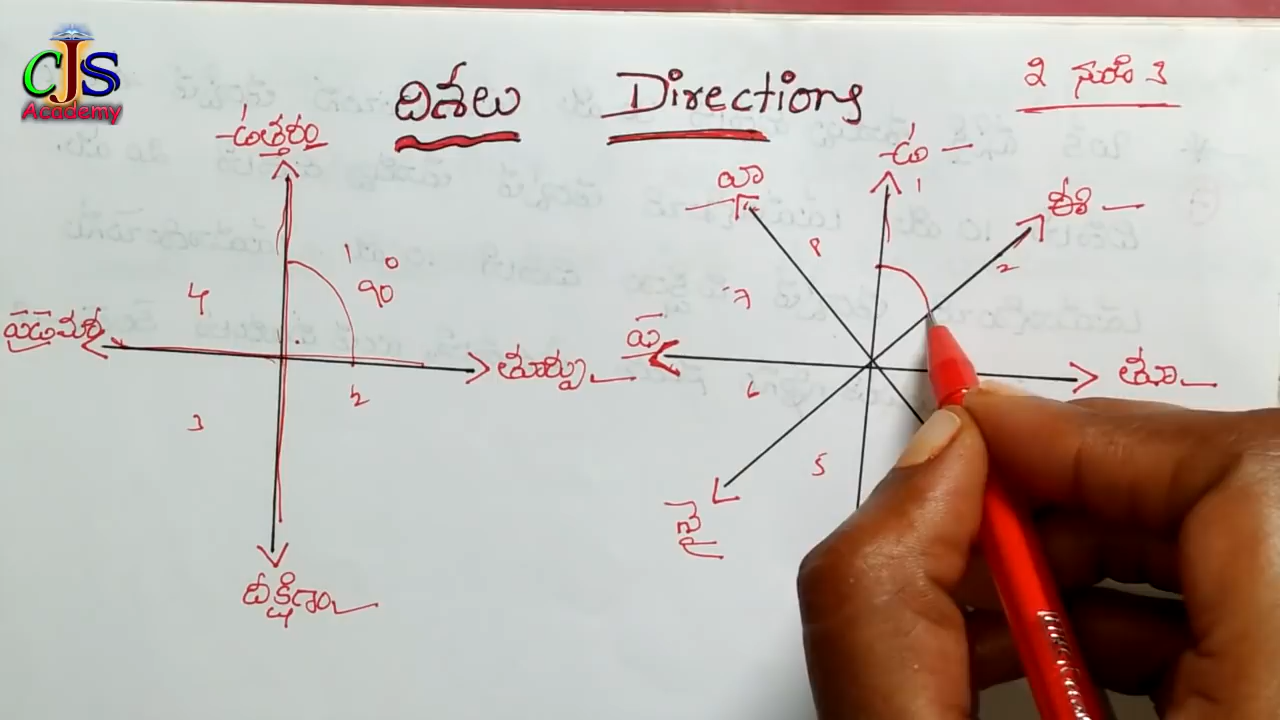 CJS
Academy
దిశలు Directions
2 నుండి 3
ఉత్తరం
1
90°
4
పడమర
తూర్పు
2
3
దక్షిణం
ఉ
1
వా
ఈశ
8
2
7
ప
తూ
6
5
నై